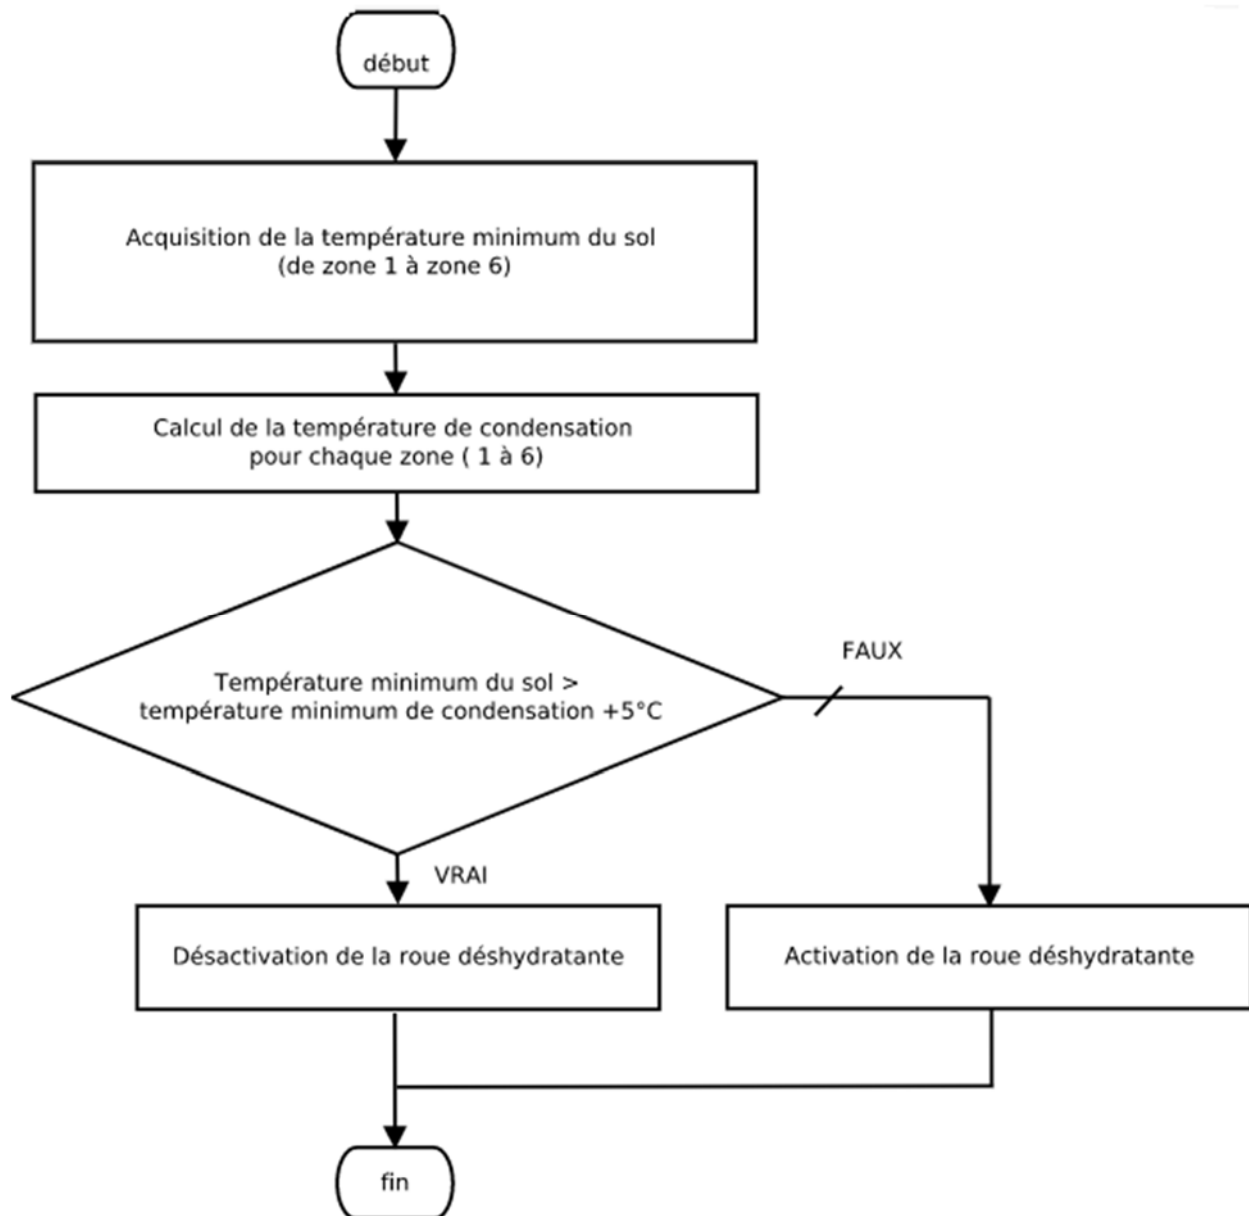 début
Acquisition de la température minimum du sol
(de zone 1 à zone 6)
Calcul de la température de condensation
pour chaque zone ( 1 à 6)
Température minimum du sol >
température minimum de condensation +5°C
FAUX
VRAI
Désactivation de la roue déshydratante
Activation de la roue déshydratante
fin